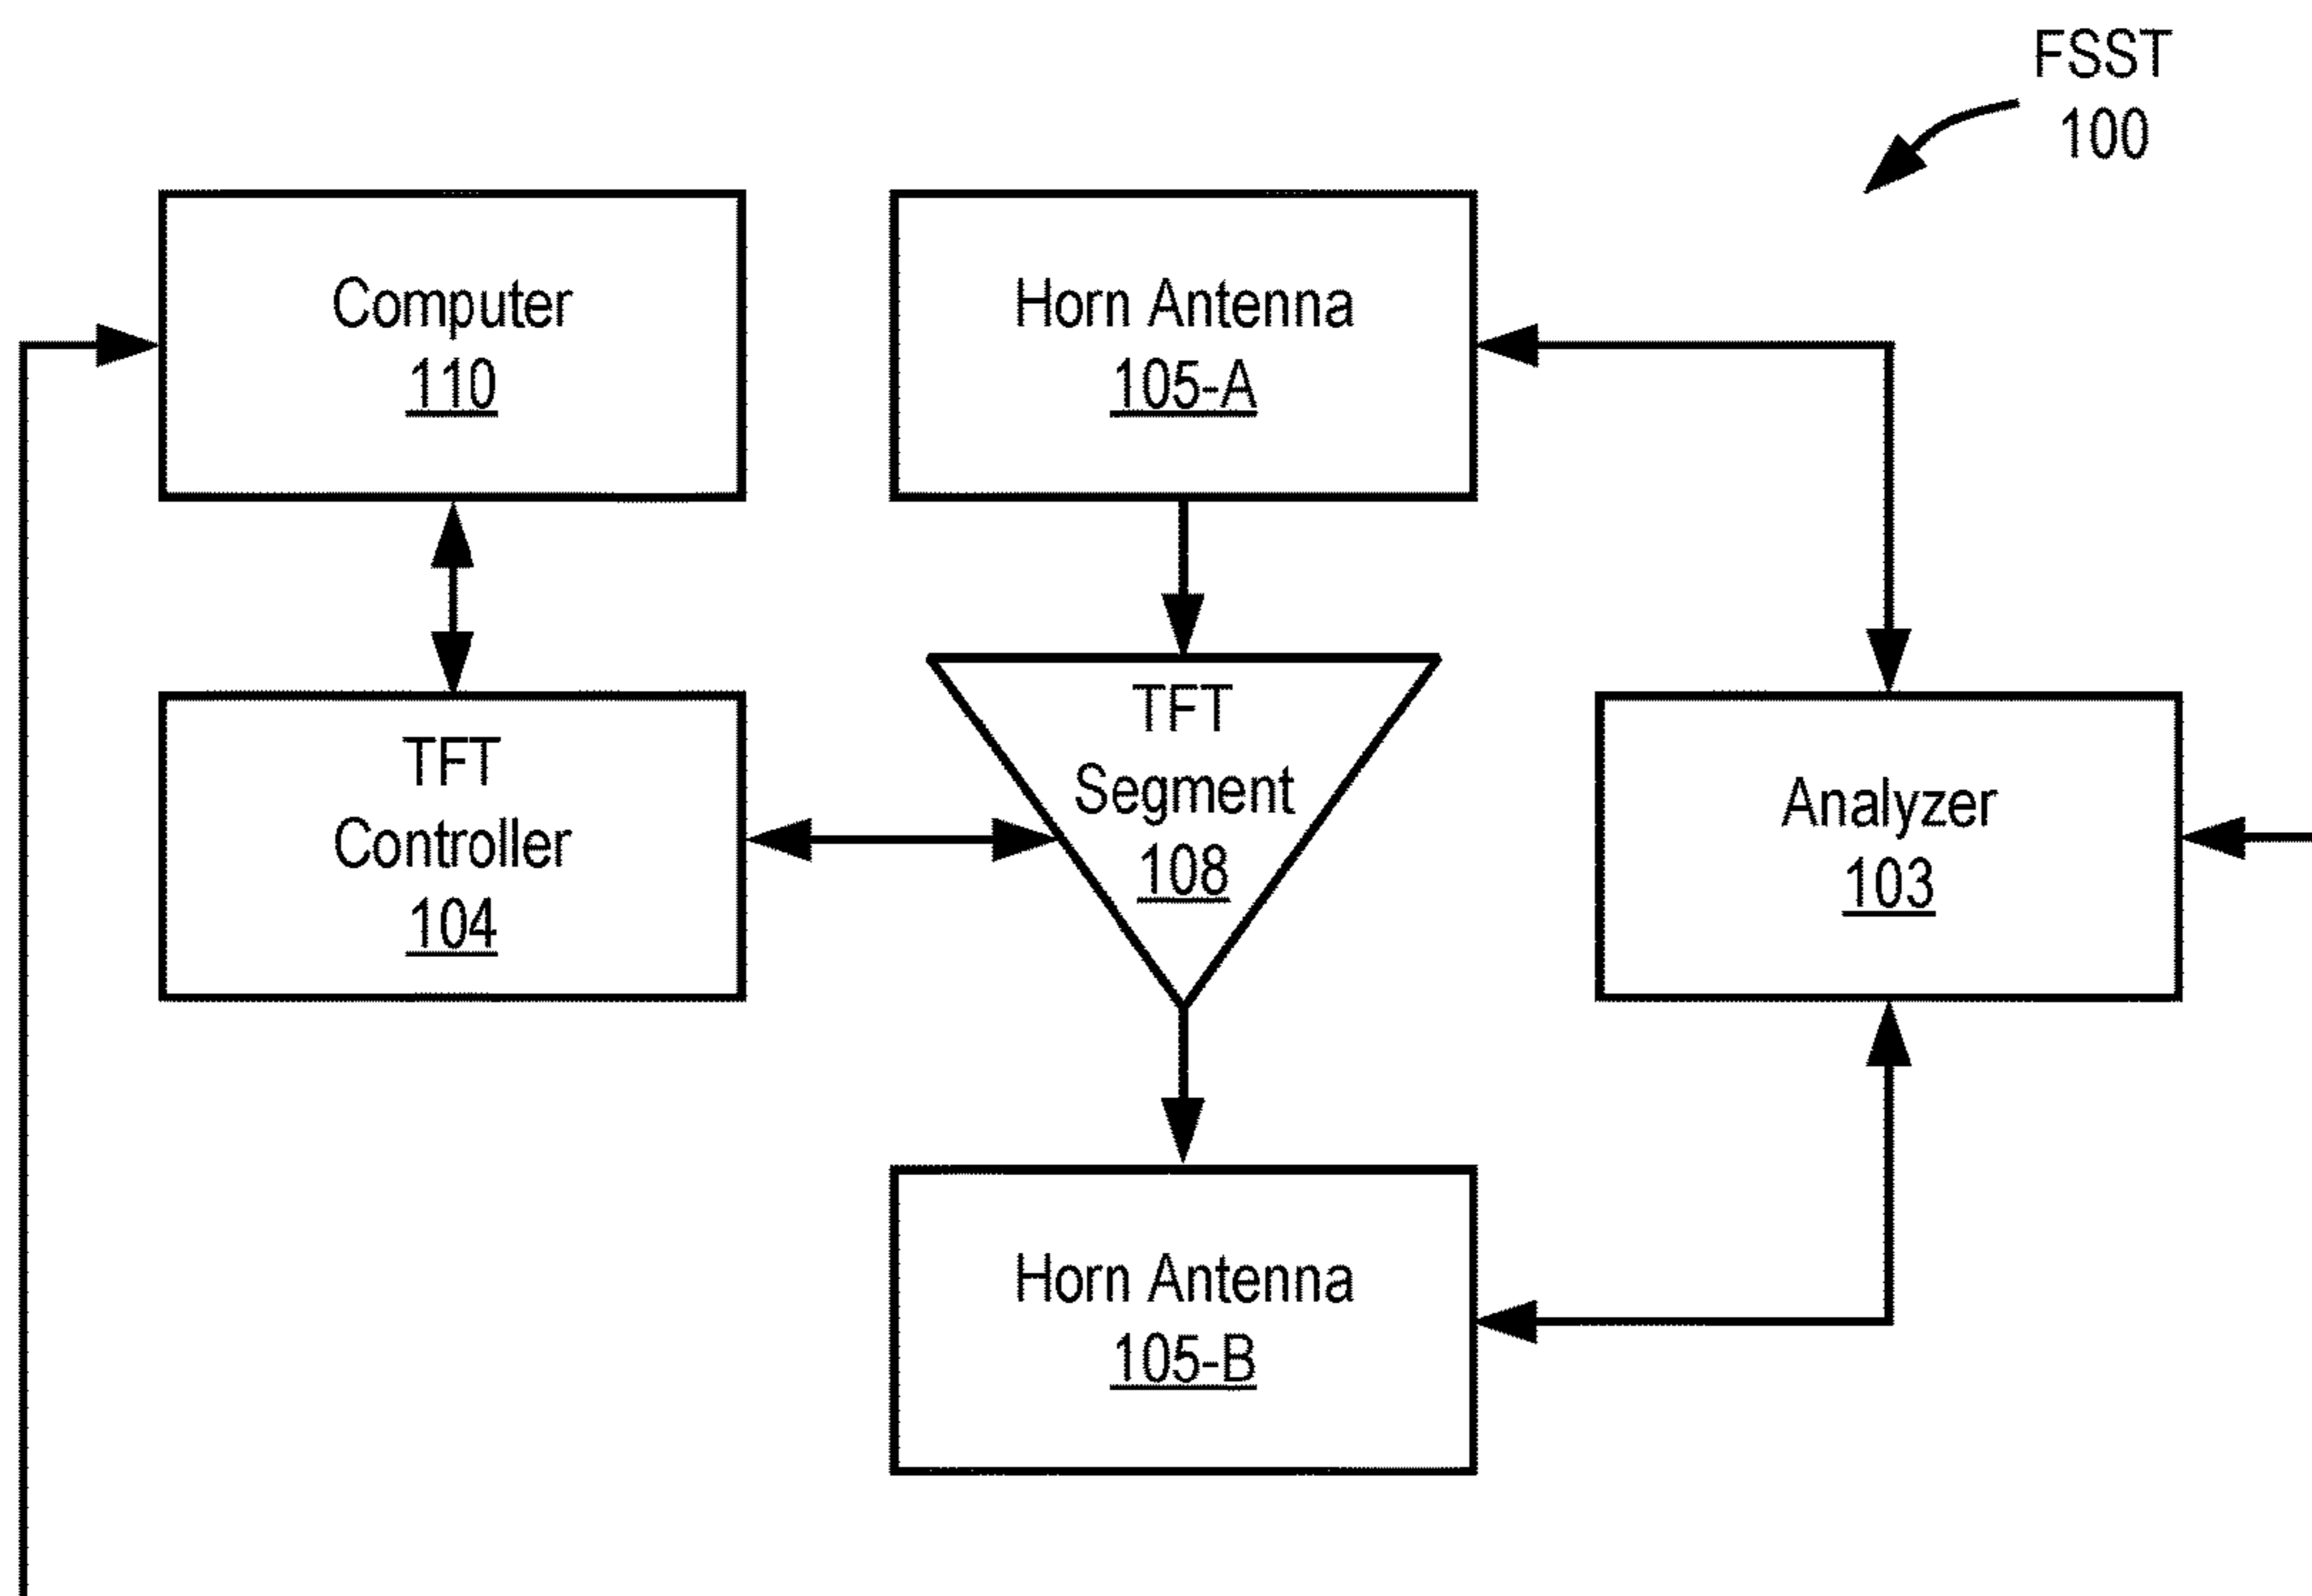 FSST
100
Computer
110
Horn Antenna
105-A
TFT
Controller
104
TFT
Segment
108
Analyzer
103
Horn Antenna
105-B